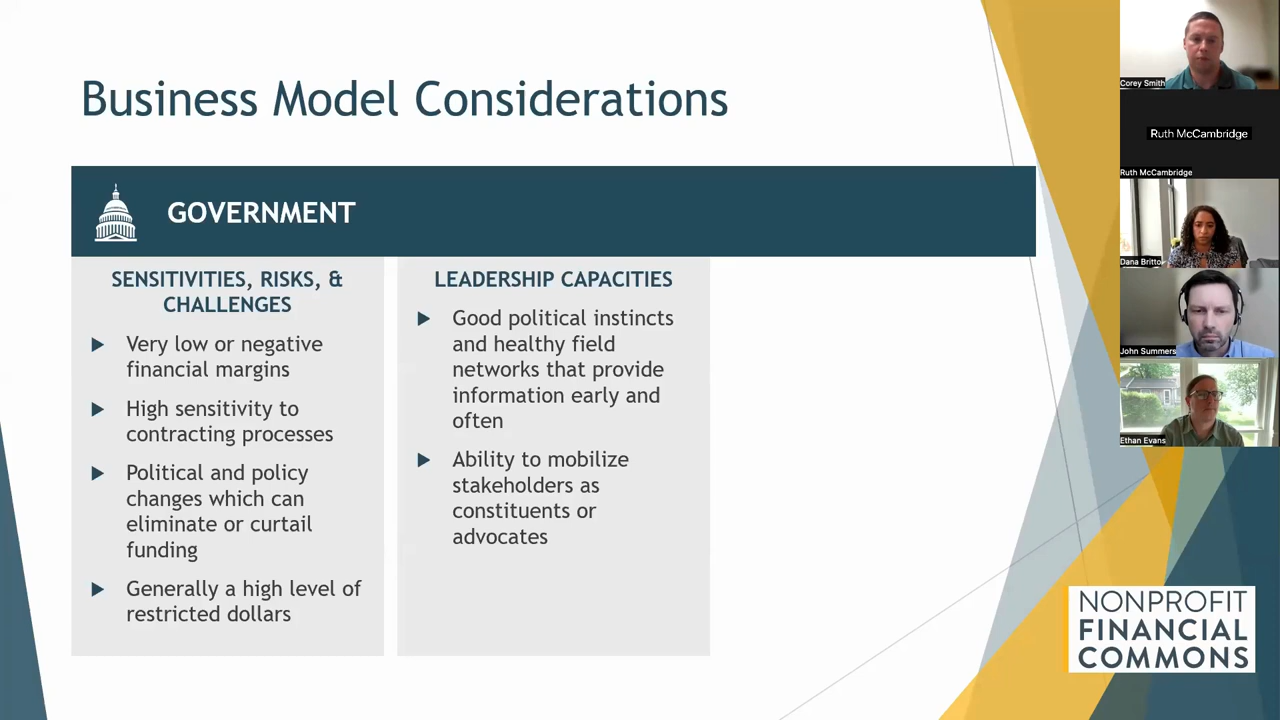 Business Model Considerations
GOVERNMENT
SENSITIVITIES, RISKS, &
CHALLENGES
Very low or negative
financial margins
High sensitivity to
contracting processes
Political and policy
changes which can
eliminate or curtail
funding
Generally a high level of
restricted dollars
LEADERSHIP CAPACITIES
Good political instincts
and healthy field
networks that provide
information early and
often
Ability to mobilize
stakeholders as
constituents or
advocates
Corey Smith
Ruth McCambridge
Ruth McCambridge
Dana Britto
John Summers
Ethan Evans
NONPROFIT
FINANCIAL
COMMONS